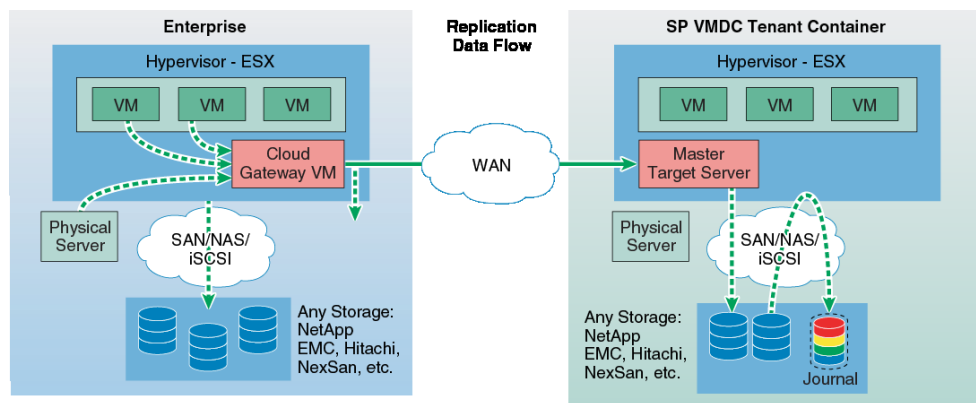 Enterprise
Hypervisor - ESX
VM
VM
VM
Cloud
Gateway VM
Physical
Server
SAN/NAS/
iSCSI
Any Storage:
NetApp
EMC, Hitachi,
NexSan, etc.
Replication
Data Flow
WAN
SP VMDC Tenant Container
Hypervisor - ESX
VM
VM
VM
Master
Target Server
Physical
Server
SAN/NAS/
iSCSI
Any Storage:
NetApp
EMC, Hitachi,
NexSan, etc.
Journal